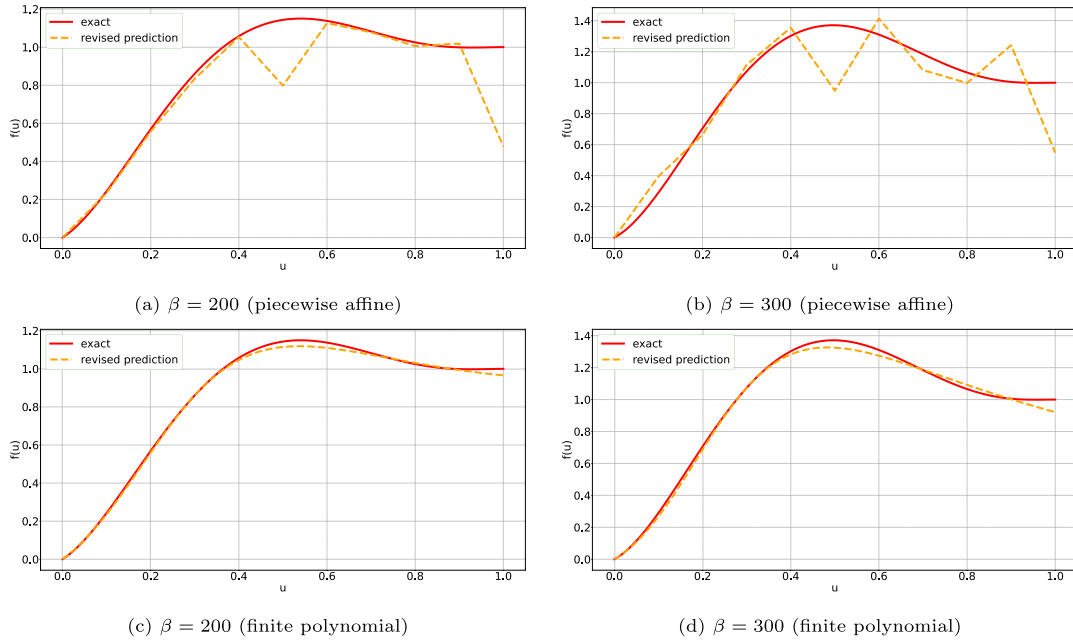 exact
revised prediction
f(u)
1.2
1.0
0.8
0.6
0.4
0.2
0.0
0.0 0.2 0.4 0.6 0.8 1.0
u
(a) β = 200 (piecewise affine)
exact
revised prediction
f(u)
1.4
1.2
1.0
0.8
0.6
0.4
0.2
0.0
0.0 0.2 0.4 0.6 0.8 1.0
u
(b) β = 300 (piecewise affine)
exact
revised prediction
f(u)
1.2
1.0
0.8
0.6
0.4
0.2
0.0
0.0 0.2 0.4 0.6 0.8 1.0
u
(c) β = 200 (finite polynomial)
exact
revised prediction
f(u)
1.4
1.2
1.0
0.8
0.6
0.4
0.2
0.0
0.0 0.2 0.4 0.6 0.8 1.0
u
(d) β = 300 (finite polynomial)